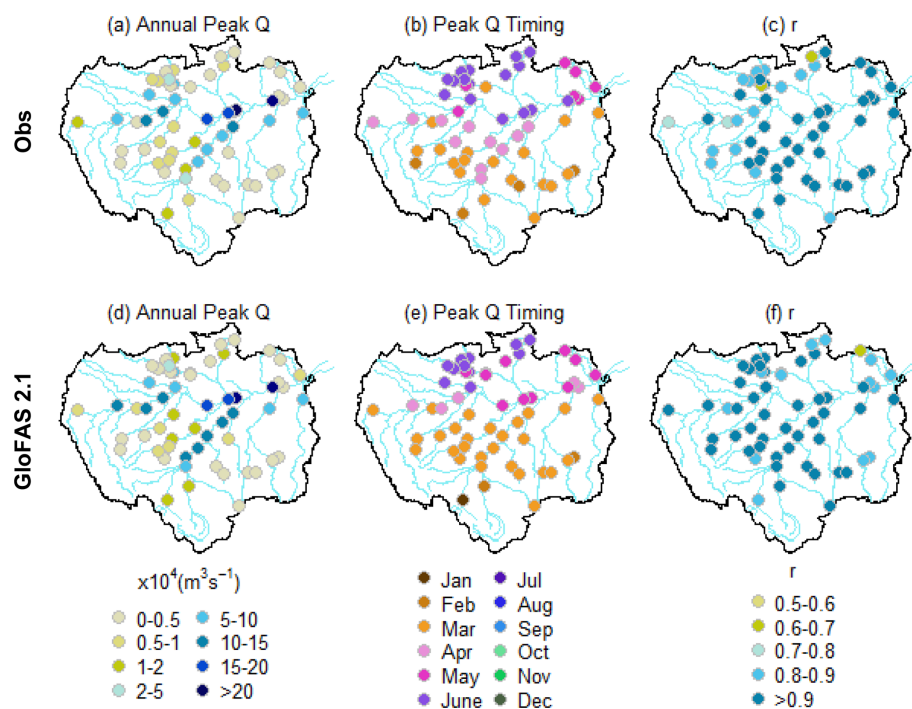 (a) Annual Peak Q
(b) Peak Q Timing
(c) r
Obs
(d) Annual Peak Q
(e) Peak Q Timing
(f) r
GloFAS 2.1
x10⁴(m³s⁻¹)
0-0.5
0.5-1
1-2
2-5
5-10
10-15
15-20
>20
Jan
Feb
Mar
Apr
May
June
Jul
Aug
Sep
Oct
Nov
Dec
r
0.5-0.6
0.6-0.7
0.7-0.8
0.8-0.9
>0.9